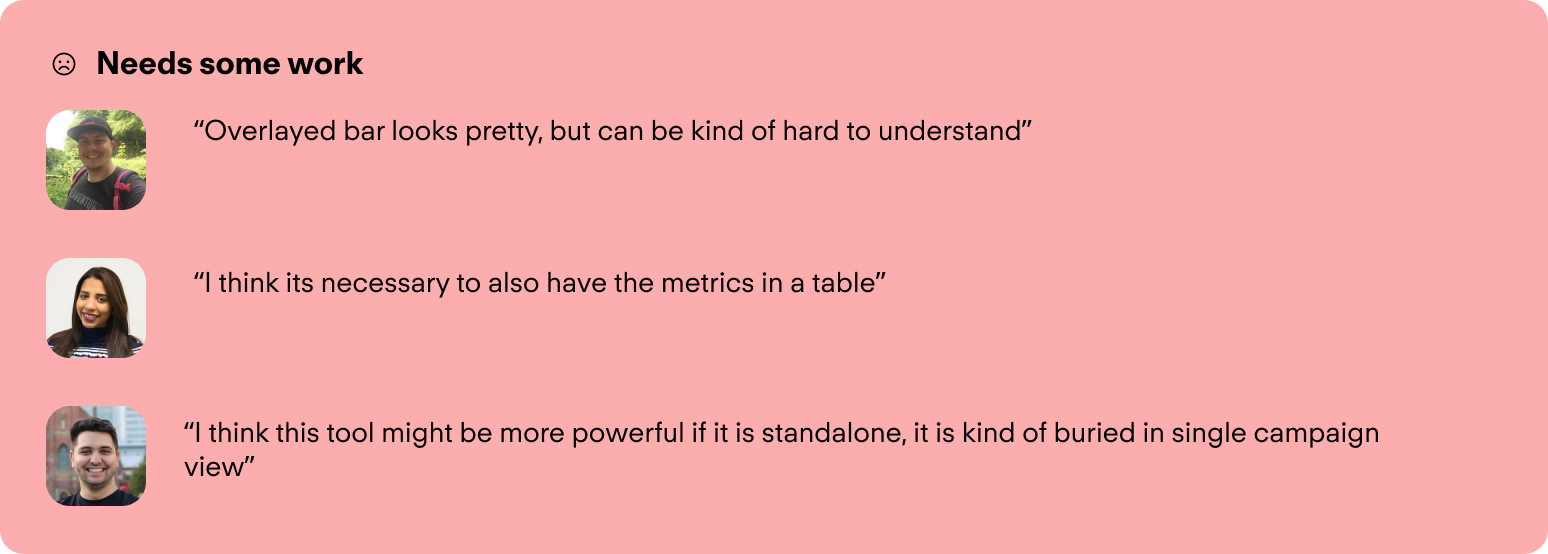 Needs some work
“Overlayed bar looks pretty, but can be kind of hard to understand”
“I think its necessary to also have the metrics in a table”
“I think this tool might be more powerful if it is standalone, it is kind of buried in single campaign
view”